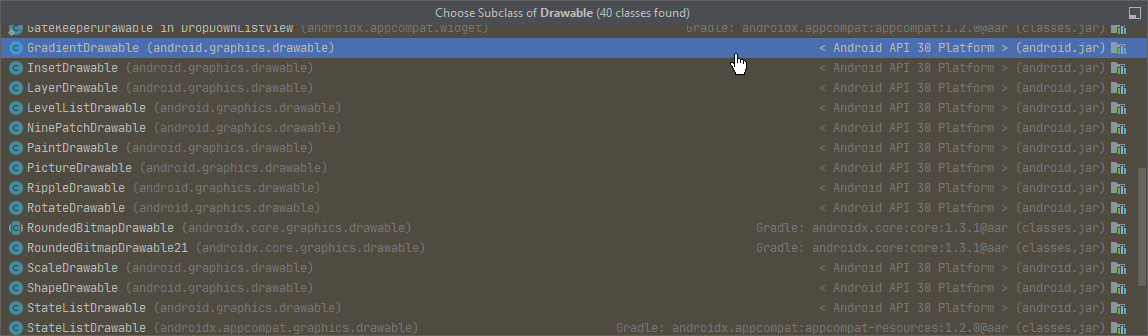 Choose Subclass of Drawable (40 classes found)
GateKeeperDrawable in DropDownListView (androidx.appcompat.widget) Gradle: androidx.appcompat:appcompat:1.2.0@aar (classes.jar)
GradientDrawable (android.graphics.drawable) < Android API 30 Platform > (android.jar)
InsetDrawable (android.graphics.drawable) < Android API 30 Platform > (android.jar)
LayerDrawable (android.graphics.drawable) < Android API 30 Platform > (android.jar)
LevelListDrawable (android.graphics.drawable) < Android API 30 Platform > (android.jar)
NinePatchDrawable (android.graphics.drawable) < Android API 30 Platform > (android.jar)
PaintDrawable (android.graphics.drawable) < Android API 30 Platform > (android.jar)
PictureDrawable (android.graphics.drawable) < Android API 30 Platform > (android.jar)
RippleDrawable (android.graphics.drawable) < Android API 30 Platform > (android.jar)
RotateDrawable (android.graphics.drawable) < Android API 30 Platform > (android.jar)
RoundedBitmapDrawable (androidx.core.graphics.drawable) Gradle: androidx.core:core:1.3.1@aar (classes.jar)
RoundedBitmapDrawable21 (androidx.core.graphics.drawable) Gradle: androidx.core:core:1.3.1@aar (classes.jar)
ScaleDrawable (android.graphics.drawable) < Android API 30 Platform > (android.jar)
ShapeDrawable (android.graphics.drawable) < Android API 30 Platform > (android.jar)
StateListDrawable (android.graphics.drawable) < Android API 30 Platform > (android.jar)
StateListDrawable (androidx.appcompat.graphics.drawable) Gradle: androidx.appcompat:appcompat-resources:1.2.0@aar (classes.jar)